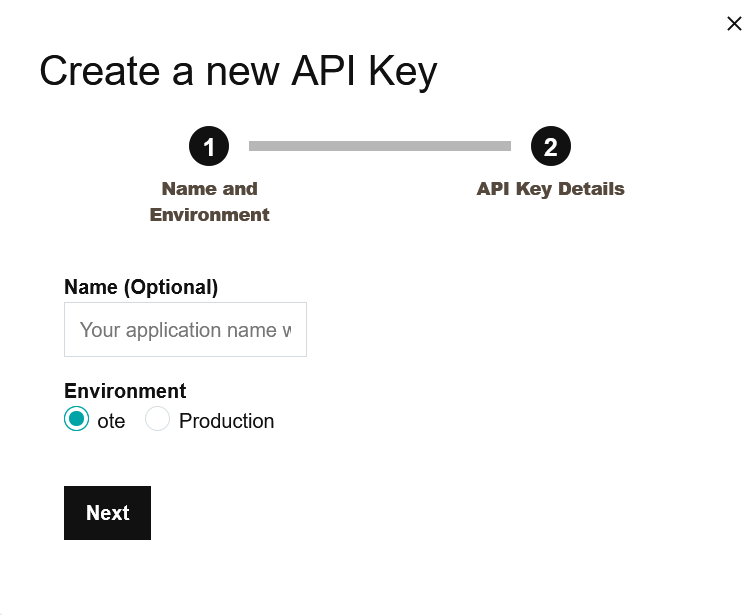 Create a new API Key
1
2
Name and
Environment
API Key Details
Name (Optional)
Your application name w
Environment
ote
Production
Next